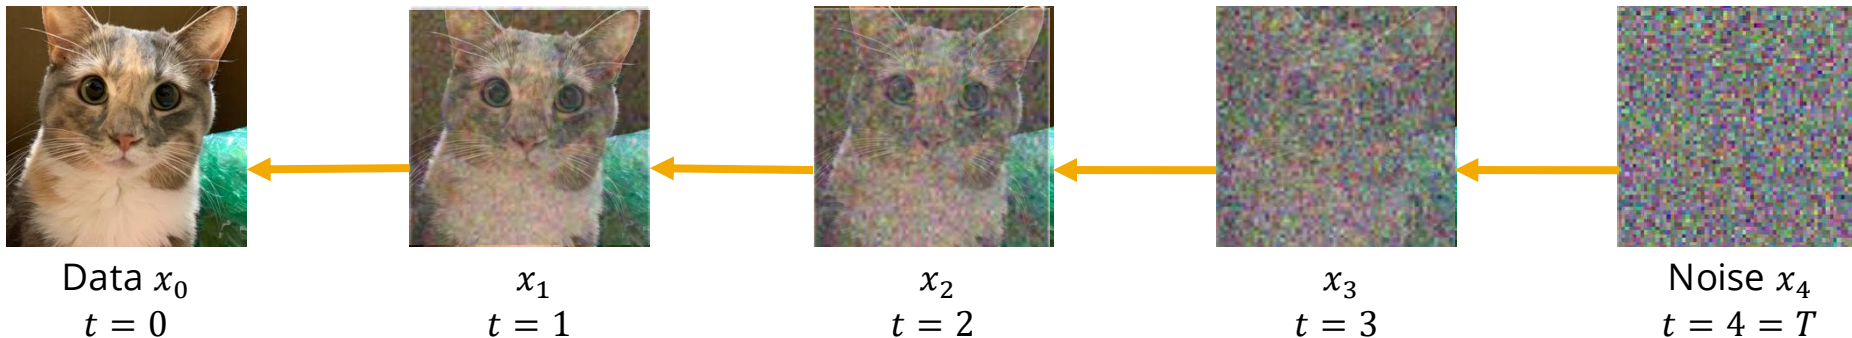 Data x₀
t = 0
x₁
t = 1
x₂
t = 2
x₃
t = 3
Noise x₄
t = 4 = T